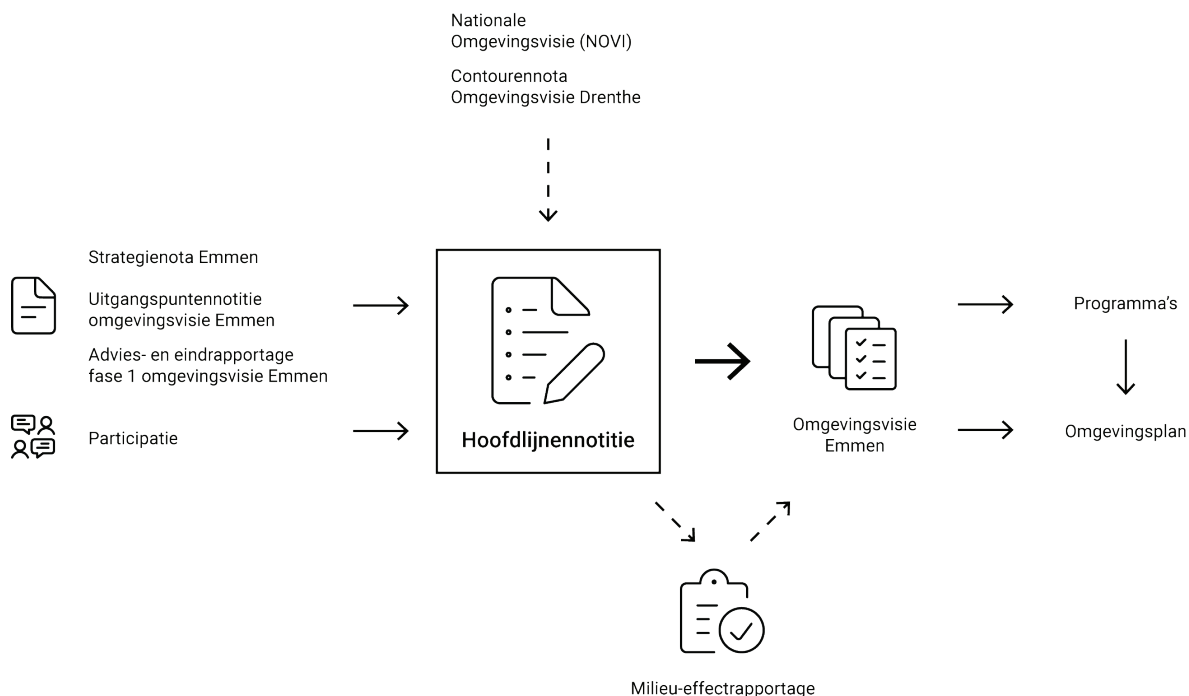 Nationale
Omgevingsvisie (NOVI)
Contourennota
Omgevingsvisie Drenthe
Strategienota Emmen
Uitgangspuntennotitie
omgevingsvisie Emmen
Advies- en eindrapportage
fase 1 omgevingsvisie Emmen
Participatie
Hoofdlijnennotitie
Omgevingsvisie
Emmen
Programma's
Omgevingsplan
Milieu-effectrapportage